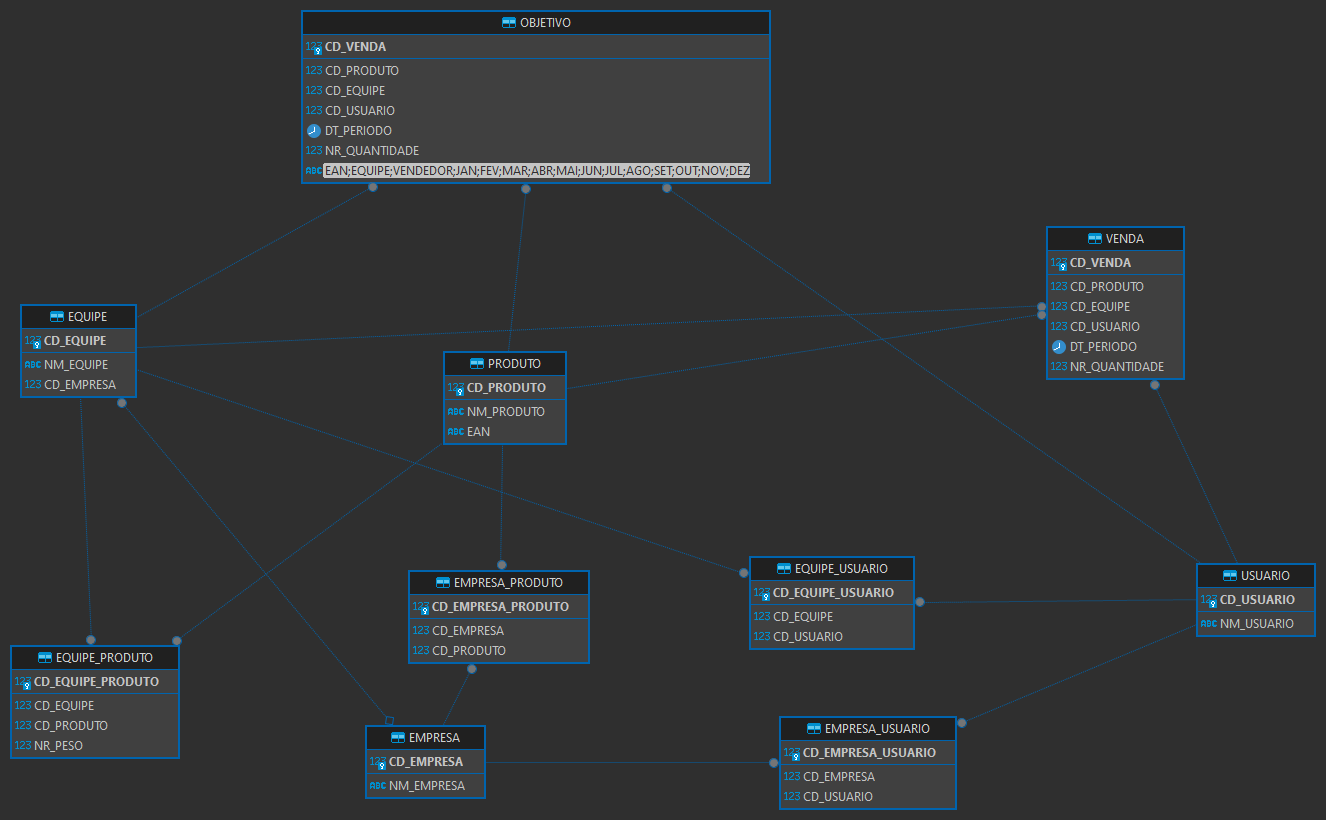 OBJETIVO
123 CD_VENDA
123 CD_PRODUTO
123 CD_EQUIPE
123 CD_USUARIO
DT_PERIODO
123 NR_QUANTIDADE
ABC EAN;EQUIPE;VENDEDOR;JAN;FEV;MAR;ABR;MAI;JUN;JUL;AGO;SET;OUT;NOV;DEZ
VENDA
123 CD_VENDA
123 CD_PRODUTO
123 CD_EQUIPE
123 CD_USUARIO
DT_PERIODO
123 NR_QUANTIDADE
EQUIPE
123 CD_EQUIPE
ABC NM_EQUIPE
123 CD_EMPRESA
PRODUTO
123 CD_PRODUTO
ABC NM_PRODUTO
ABC EAN
EQUIPE_USUARIO
123 CD_EQUIPE_USUARIO
123 CD_EQUIPE
123 CD_USUARIO
USUARIO
123 CD_USUARIO
ABC NM_USUARIO
EMPRESA_PRODUTO
123 CD_EMPRESA_PRODUTO
123 CD_EMPRESA
123 CD_PRODUTO
EQUIPE_PRODUTO
123 CD_EQUIPE_PRODUTO
123 CD_EQUIPE
123 CD_PRODUTO
123 NR_PESO
EMPRESA
123 CD_EMPRESA
ABC NM_EMPRESA
EMPRESA_USUARIO
123 CD_EMPRESA_USUARIO
123 CD_EMPRESA
123 CD_USUARIO